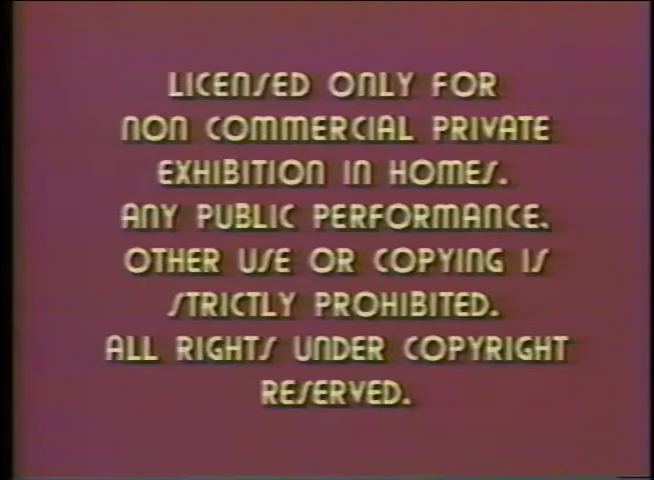 LICENSED ONLY FOR
NON COMMERCIAL PRIVATE
EXHIBITION IN HOMES.
ANY PUBLIC PERFORMANCE.
OTHER USE OR COPYING IS
STRICTLY PROHIBITED.
ALL RIGHTS UNDER COPYRIGHT
RESERVED.